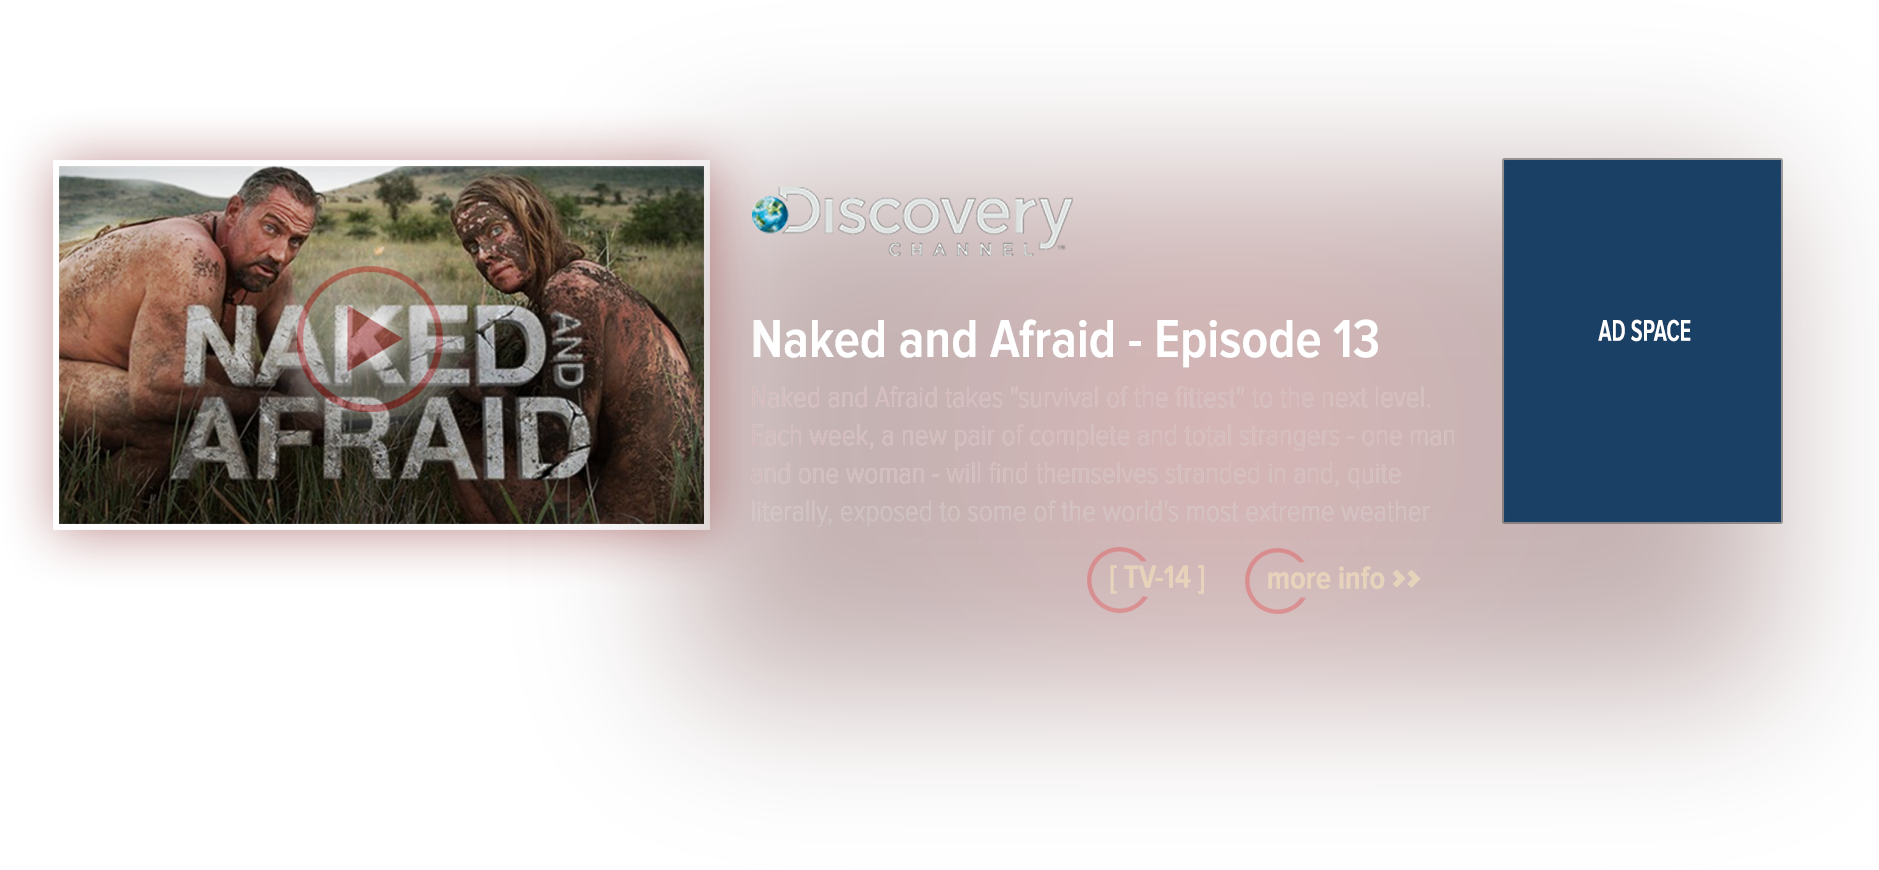 NAKED AND
AFRAID
Discovery
CHANNEL
Naked and Afraid - Episode 13
Naked and Afraid takes "survival of the fittest" to the next level.
Each week, a new pair of complete and total strangers - one man
and one woman - will find themselves stranded in and, quite
literally, exposed to some of the world's most extreme weather
[ TV-14 ]
more info >>
AD SPACE